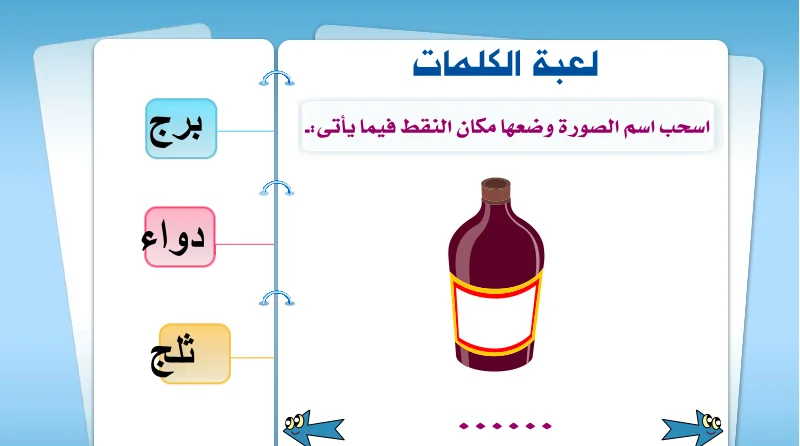 لعبة الكلمات
اسحب اسم الصورة وضعها مكان النقط فيما يأتى :ـ
برج
دواء
ثلج